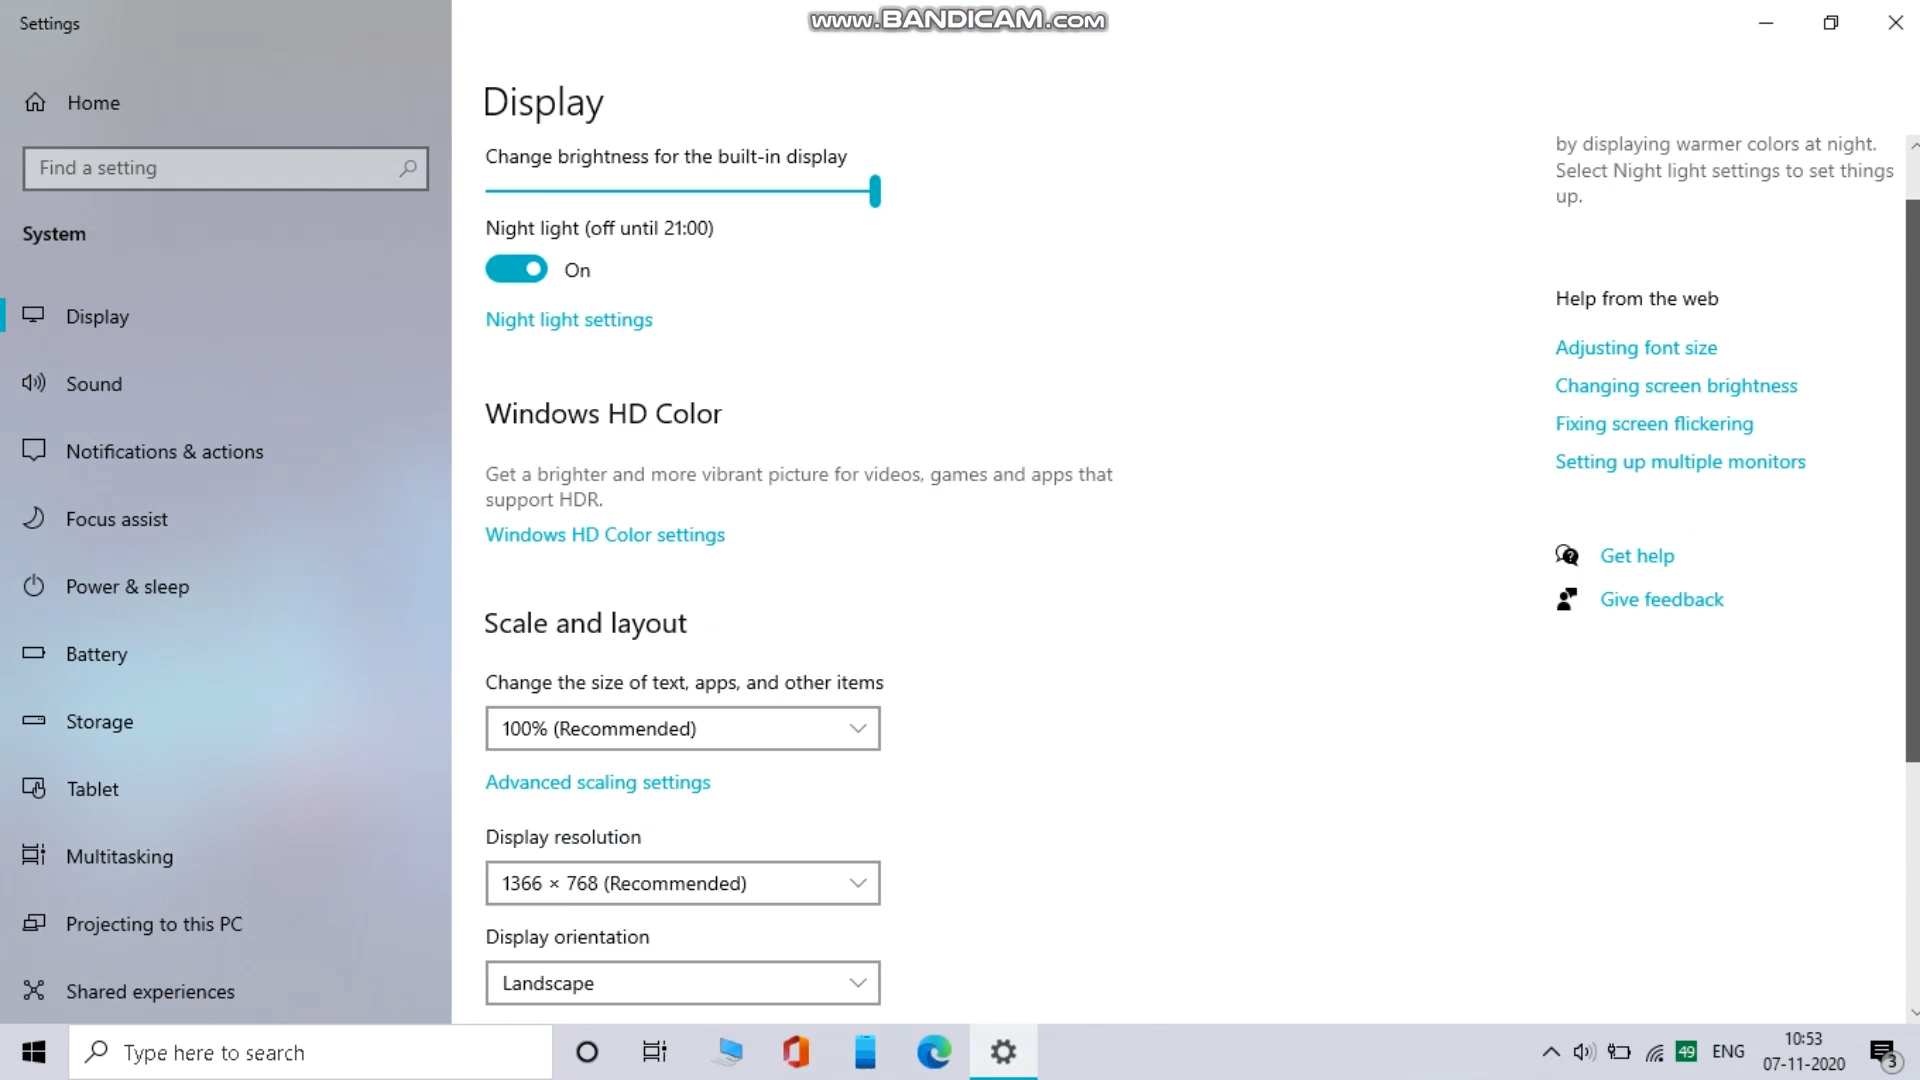 Settings
www.BANDICAM.com
Home
Find a setting
System
Display
Sound
Notifications & actions
Focus assist
Power & sleep
Battery
Storage
Tablet
Multitasking
Projecting to this PC
Shared experiences
Display
Change brightness for the built-in display
Night light (off until 21:00)
On
Night light settings
Windows HD Color
Get a brighter and more vibrant picture for videos, games and apps that
support HDR.
Windows HD Color settings
Scale and layout
Change the size of text, apps, and other items
100% (Recommended)
Advanced scaling settings
Display resolution
1366 × 768 (Recommended)
Display orientation
Landscape
by displaying warmer colors at night.
Select Night light settings to set things
up.
Help from the web
Adjusting font size
Changing screen brightness
Fixing screen flickering
Setting up multiple monitors
Get help
Give feedback
Type here to search
49
ENG
10:53
07-11-2020
3